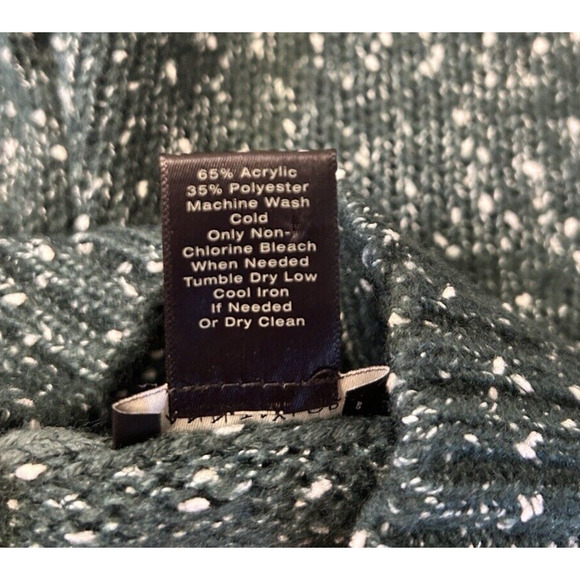 65% Acrylic
35% Polyester
Machine Wash
Cold
Only Non-
Chlorine Bleach
When Needed
Tumble Dry Low
Cool Iron
If Needed
Or Dry Clean